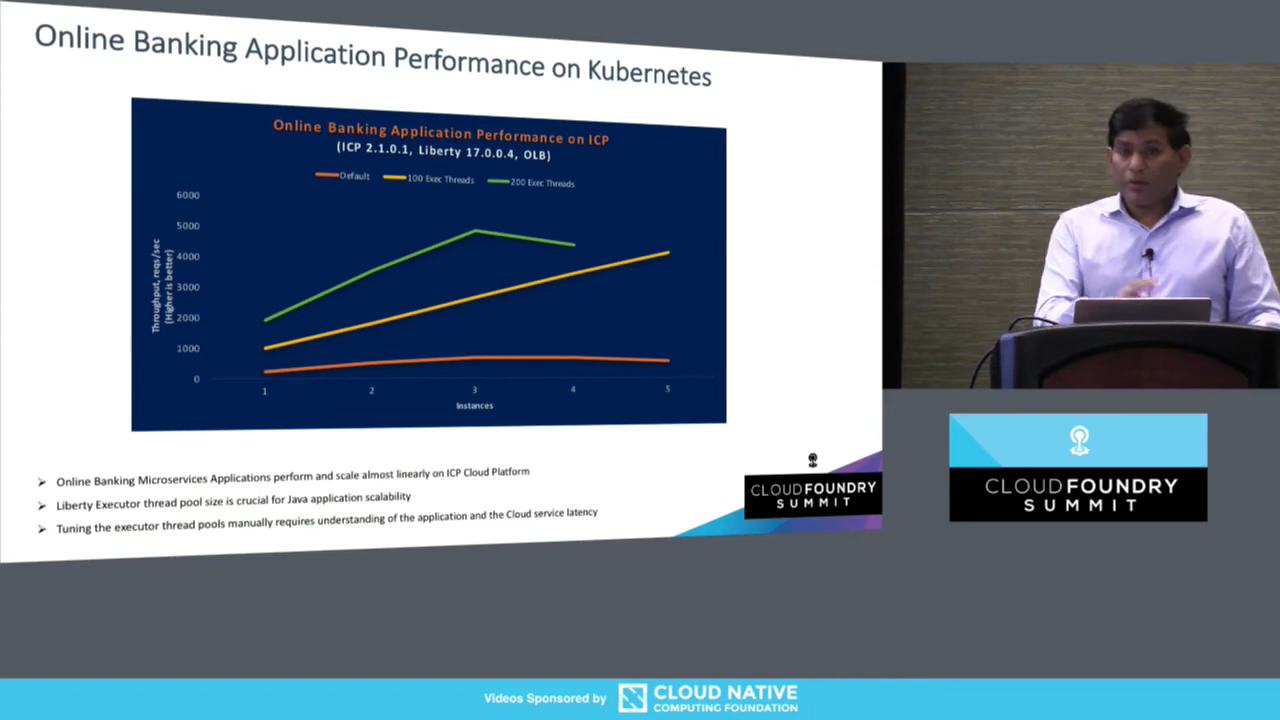 Online Banking Application Performance on Kubernetes
Online Banking Application Performance on ICP
(ICP 2.1.0.1, Liberty 17.0.0.4, OLB)
Default 100 Exec Threads 200 Exec Threads
Throughput, reqs/sec
(Higher is better)
6000
5000
4000
3000
2000
1000
0
1 2 3 4 5
Instances
➢ Online Banking Microservices Applications perform and scale almost linearly on ICP Cloud Platform
➢ Liberty Executor thread pool size is crucial for Java application scalability
➢ Tuning the executor thread pools manually requires understanding of the application and the Cloud service latency
CLOUDFOUNDRY
SUMMIT
CLOUDFOUNDRY
SUMMIT
Videos Sponsored by CLOUD NATIVE
COMPUTING FOUNDATION